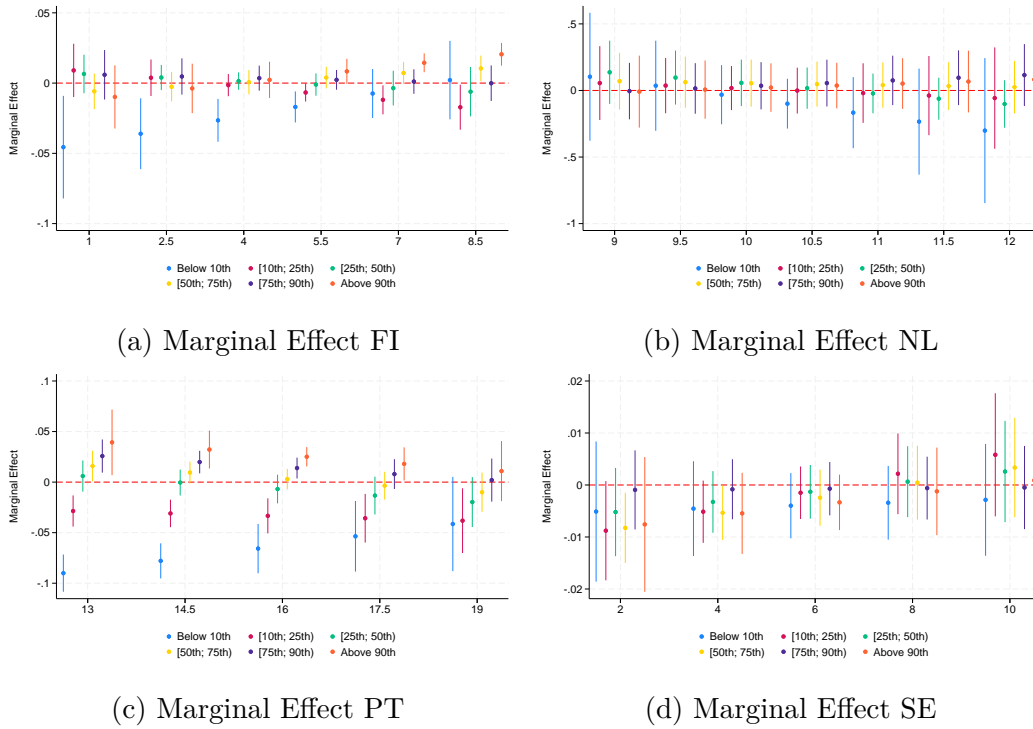 .05
0
-.05
-.1
Marginal Effect
1 2.5 4 5.5 7 8.5
Below 10th [10th; 25th) [25th; 50th)
[50th; 75th) [75th; 90th) Above 90th
(a) Marginal Effect FI
.5
0
-.5
-1
Marginal Effect
9 9.5 10 10.5 11 11.5 12
Below 10th [10th; 25th) [25th; 50th)
[50th; 75th) [75th; 90th) Above 90th
(b) Marginal Effect NL
.1
.05
0
-.05
-.1
Marginal Effect
13 14.5 16 17.5 19
Below 10th [10th; 25th) [25th; 50th)
[50th; 75th) [75th; 90th) Above 90th
(c) Marginal Effect PT
.02
.01
0
-.01
-.02
Marginal Effect
2 4 6 8 10
Below 10th [10th; 25th) [25th; 50th)
[50th; 75th) [75th; 90th) Above 90th
(d) Marginal Effect SE